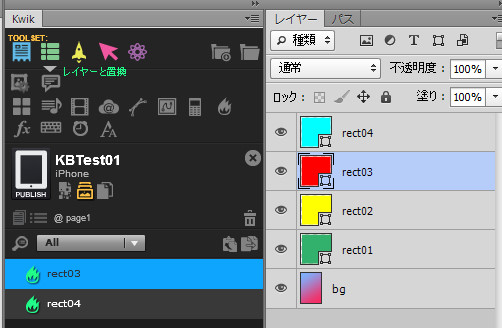 Kwik
TOOL SET:
レイヤーと置換
fx
A
KBTest01
iPhone
PUBLISH
@ page1
All
rect03
rect04
レイヤー パス
種類
T
通常 不透明度: 100%
ロック: 塗り: 100%
rect04
rect03
rect02
rect01
bg